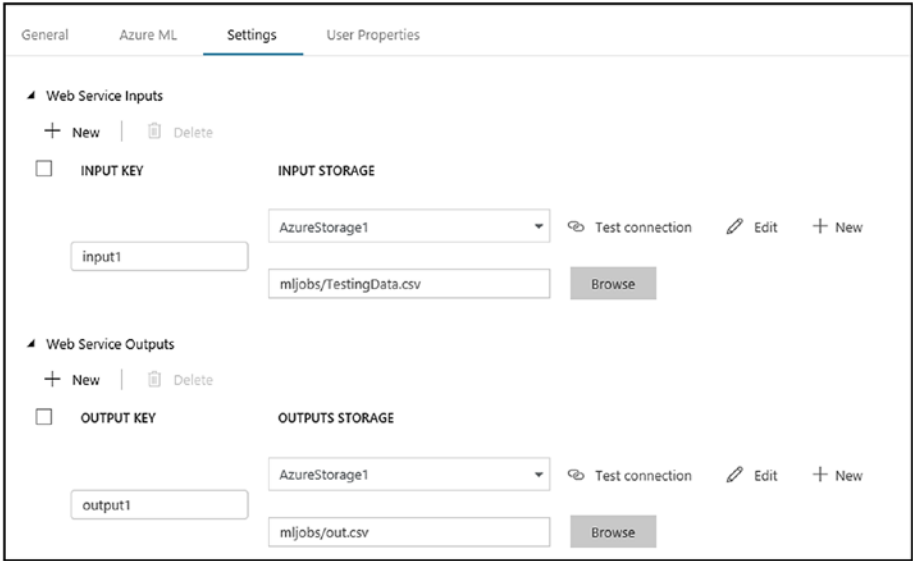 General Azure ML Settings User Properties
Web Service Inputs
New Delete
INPUT KEY INPUT STORAGE
AzureStorage1 Test connection Edit New
input1
mljobs/TestingData.csv Browse
Web Service Outputs
New Delete
OUTPUT KEY OUTPUTS STORAGE
AzureStorage1 Test connection Edit New
output1
mljobs/out.csv Browse